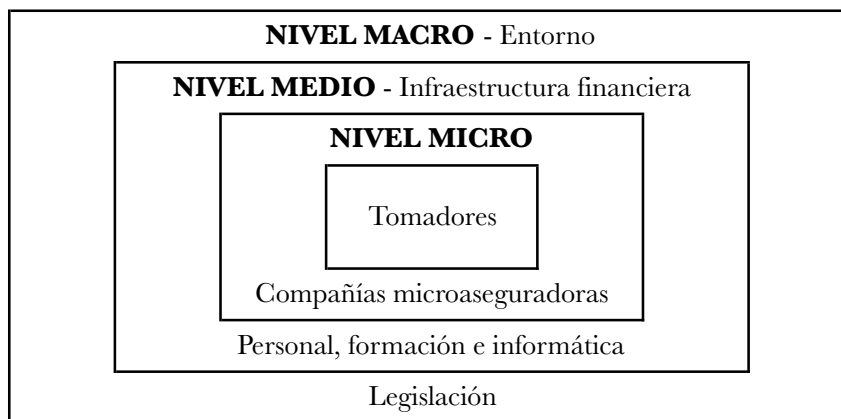 NIVEL MACRO - Entorno
NIVEL MEDIO - Infraestructura financiera
NIVEL MICRO
Tomadores
Compañías microaseguradoras
Personal, formación e informática
Legislación